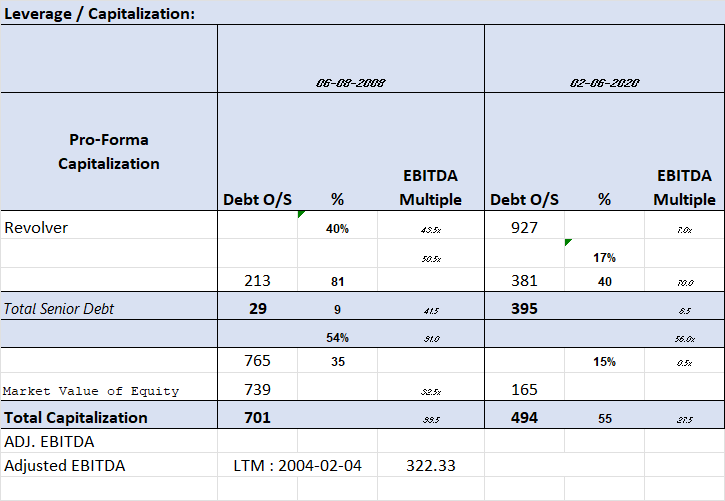 Leverage / Capitalization:
06-08-2008 02-06-2020
Pro-Forma
Capitalization
EBITDA EBITDA
Debt O/S % Multiple Debt O/S % Multiple
Revolver 40% 43.5x 927 7.0x
50.5x 17%
213 81 381 40 70.0
Total Senior Debt 29 9 41.5 395 8.5
54% 91.0 56.0x
765 35 15% 0.5x
Market Value of Equity 739 32.5x 165
Total Capitalization 701 99.5 494 55 27.5
ADJ. EBITDA
Adjusted EBITDA LTM : 2004-02-04 322.33